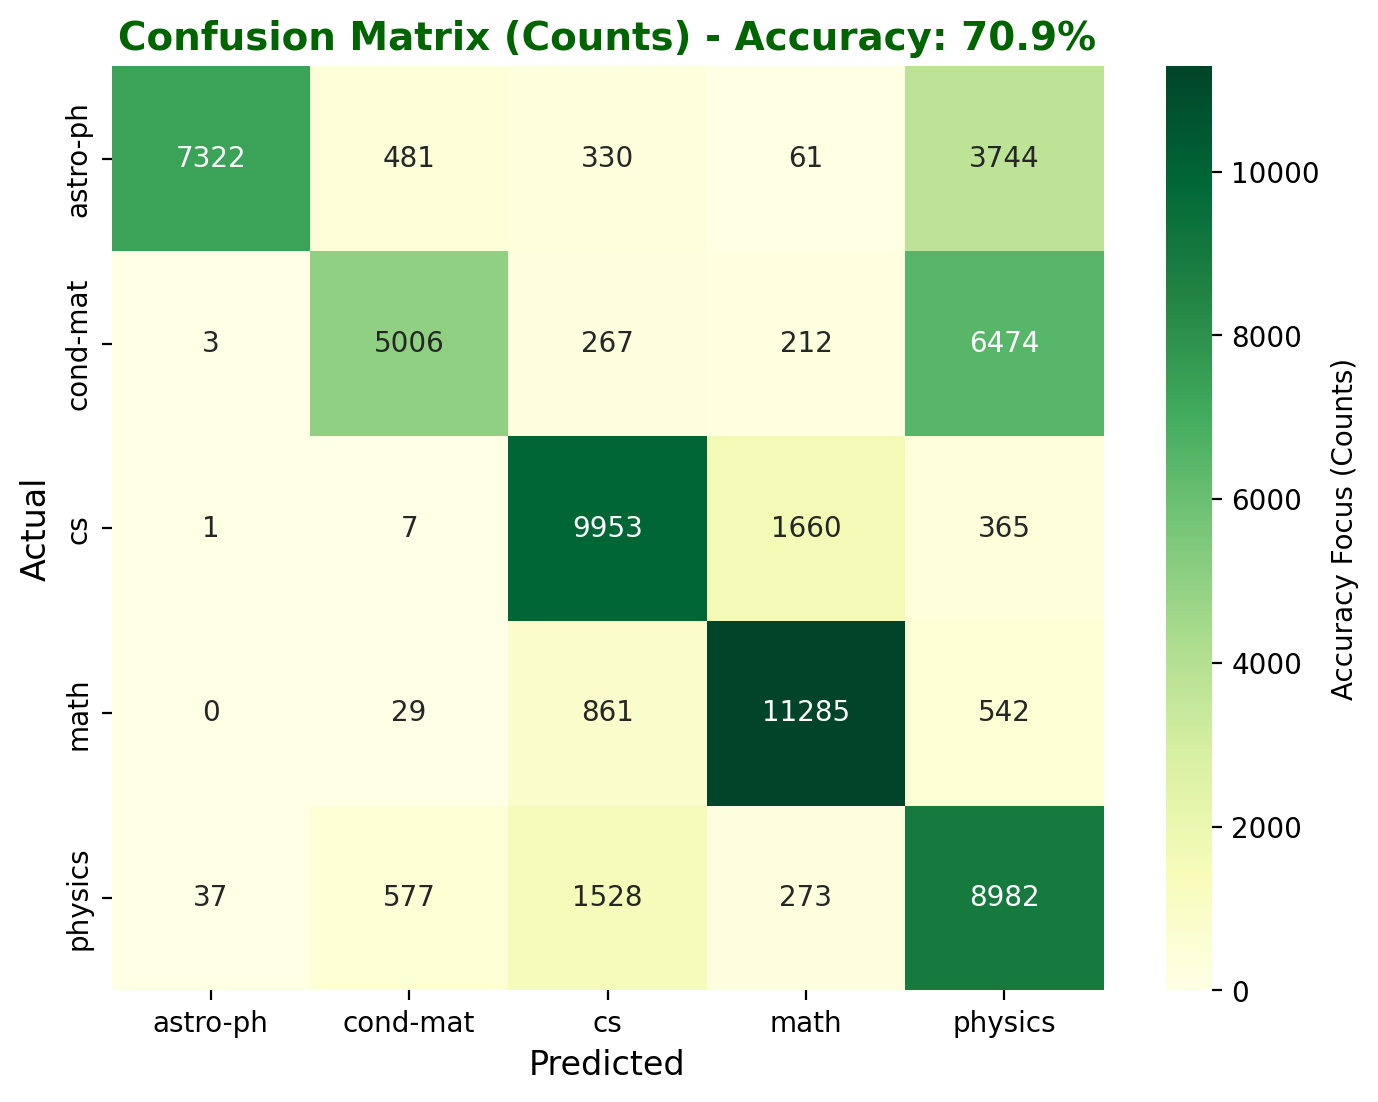 Confusion Matrix (Counts) - Accuracy: 70.9%
astro-ph 7322 481 330 61 3744
cond-mat 3 5006 267 212 6474
cs 1 7 9953 1660 365
math 0 29 861 11285 542
physics 37 577 1528 273 8982
astro-ph cond-mat cs math physics
Predicted
Actual
10000
8000
6000
4000
2000
0
Accuracy Focus (Counts)